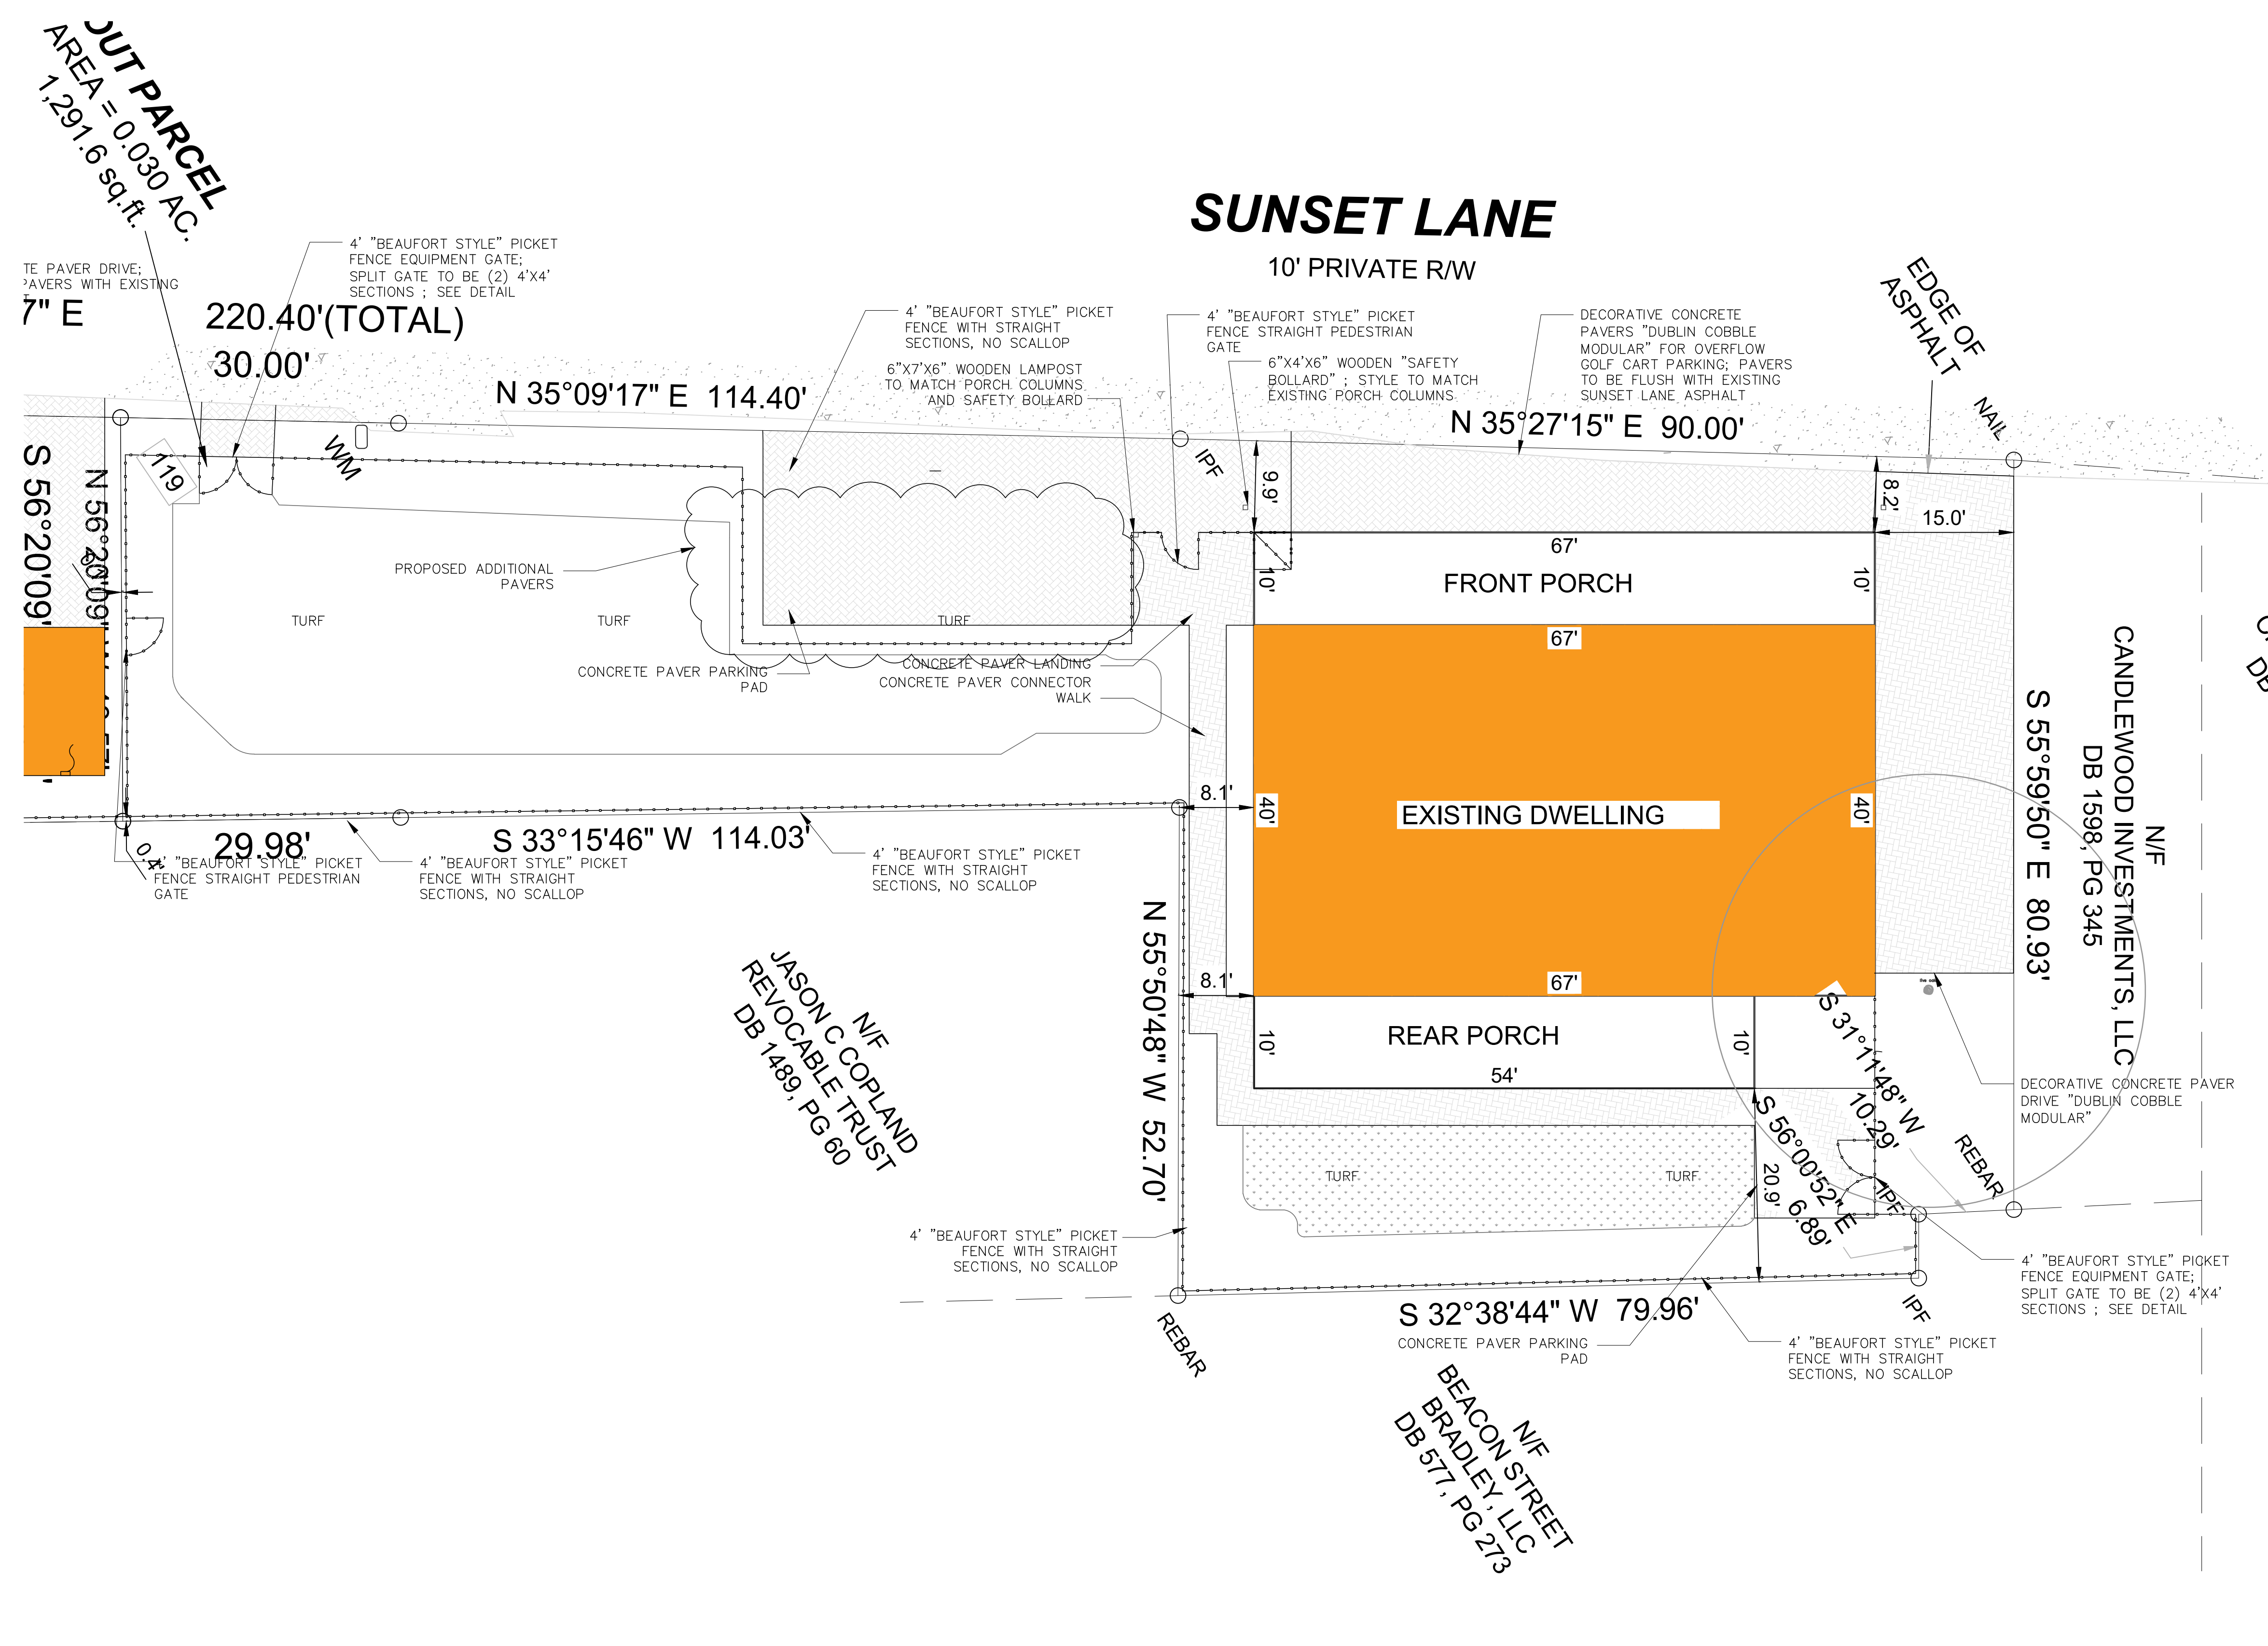 OUT PARCEL
AREA = 0.030 AC.
1,291.6 sq.ft.
SUNSET LANE
10' PRIVATE R/W
4' "BEAUFORT STYLE" PICKET
FENCE EQUIPMENT GATE;
SPLIT GATE TO BE (2) 4'X4'
SECTIONS ; SEE DETAIL
TE PAVER DRIVE;
PAVERS WITH EXISTING
7" E
220.40'(TOTAL)
30.00'
N 35°09'17" E 114.40'
4' "BEAUFORT STYLE" PICKET
FENCE WITH STRAIGHT
SECTIONS, NO SCALLOP
6"X7'X6" WOODEN LAMPOST
TO MATCH PORCH COLUMNS
AND SAFETY BOLLARD
4' "BEAUFORT STYLE" PICKET
FENCE STRAIGHT PEDESTRIAN
GATE
6"X4'X6" WOODEN "SAFETY
BOLLARD" ; STYLE TO MATCH
EXISTING PORCH COLUMNS
DECORATIVE CONCRETE
PAVERS "DUBLIN COBBLE
MODULAR" FOR OVERFLOW
GOLF CART PARKING; PAVERS
TO BE FLUSH WITH EXISTING
SUNSET LANE ASPHALT
N 35°27'15" E 90.00'
EDGE OF
ASPHALT
NAIL
IPF
WM
119
S 56°20'09"
N 56°20'09" W
9.9'
8.2'
15.0'
67'
FRONT PORCH
10'
10'
67'
PROPOSED ADDITIONAL
PAVERS
TURF
TURF
TURF
CONCRETE PAVER PARKING
PAD
CONCRETE PAVER LANDING
CONCRETE PAVER CONNECTOR
WALK
8.1'
40'
EXISTING DWELLING
40'
8.1'
67'
S 55°59'50" E 80.93'
N/F
CANDLEWOOD INVESTMENTS, LLC
DB 1598, PG 345
DB
29.98'
0.4'
S 33°15'46" W 114.03'
4' "BEAUFORT STYLE" PICKET
FENCE STRAIGHT PEDESTRIAN
GATE
4' "BEAUFORT STYLE" PICKET
FENCE WITH STRAIGHT
SECTIONS, NO SCALLOP
4' "BEAUFORT STYLE" PICKET
FENCE WITH STRAIGHT
SECTIONS, NO SCALLOP
N/F
JASON C COPLAND
REVOCABLE TRUST
DB 1489, PG 60
N 55°50'48" W 52.70'
10'
REAR PORCH
10'
54'
S 31°11'48" W
10.29'
S 56°00'52" E
6.89'
20.9'
IPF
REBAR
DECORATIVE CONCRETE PAVER
DRIVE "DUBLIN COBBLE
MODULAR"
TURF
TURF
4' "BEAUFORT STYLE" PICKET
FENCE WITH STRAIGHT
SECTIONS, NO SCALLOP
4' "BEAUFORT STYLE" PICKET
FENCE EQUIPMENT GATE;
SPLIT GATE TO BE (2) 4'X4'
SECTIONS ; SEE DETAIL
REBAR
S 32°38'44" W 79.96'
IPF
CONCRETE PAVER PARKING
PAD
4' "BEAUFORT STYLE" PICKET
FENCE WITH STRAIGHT
SECTIONS, NO SCALLOP
N/F
BEACON STREET
BRADLEY, LLC
DB 577, PG 273